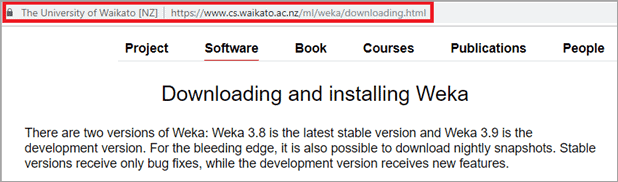 The University of Waikato [NZ] https://www.cs.waikato.ac.nz/ml/weka/downloading.html
Project Software Book Courses Publications People
Downloading and installing Weka
There are two versions of Weka: Weka 3.8 is the latest stable version and Weka 3.9 is the
development version. For the bleeding edge, it is also possible to download nightly snapshots. Stable
versions receive only bug fixes, while the development version receives new features.